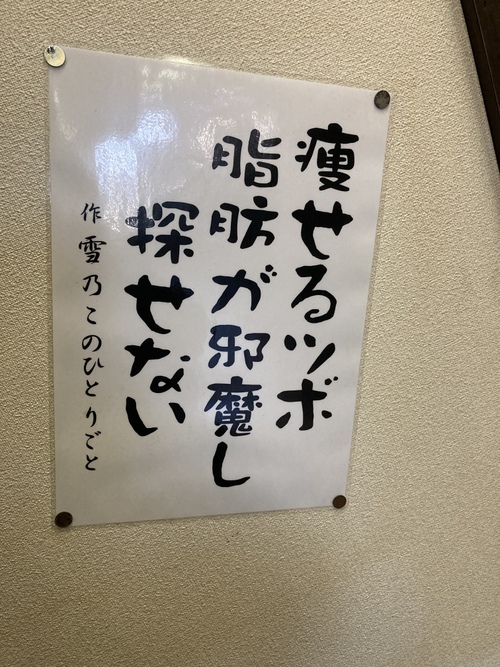 痩せるツボ
脂肪が邪魔し
探せない
作 雪乃このひとりごと